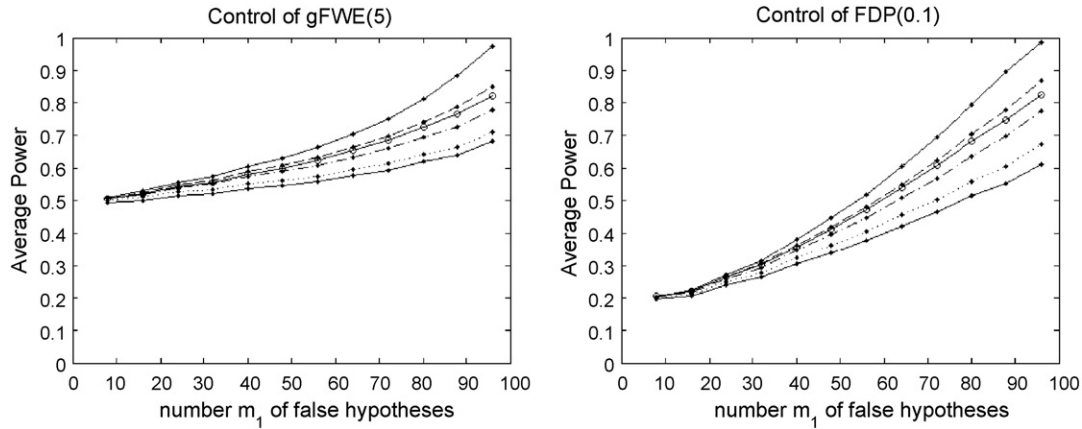 Control of gFWE(5)
1
0.9
0.8
0.7
0.6
0.5
0.4
0.3
0.2
0.1
0
Average Power
0 10 20 30 40 50 60 70 80 90 100
number m₁ of false hypotheses
Control of FDP(0.1)
1
0.9
0.8
0.7
0.6
0.5
0.4
0.3
0.2
0.1
0
Average Power
0 10 20 30 40 50 60 70 80 90 100
number m₁ of false hypotheses